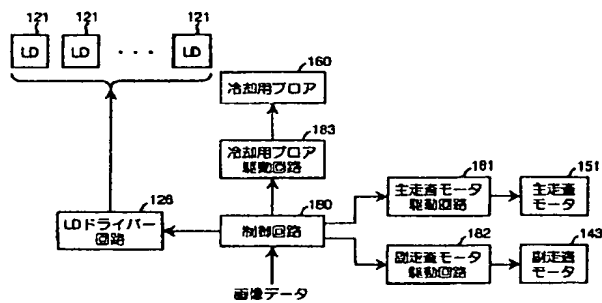 121 121 121
LD LD ・・・ LD
160
冷却用ブロア
183
冷却用ブロア
駆動回路
126
LDドライバー
回路
180
制御回路
181
主走査モータ
駆動回路
151
主走査
モータ
182
副走査モータ
駆動回路
143
副走査
モータ
画像データ